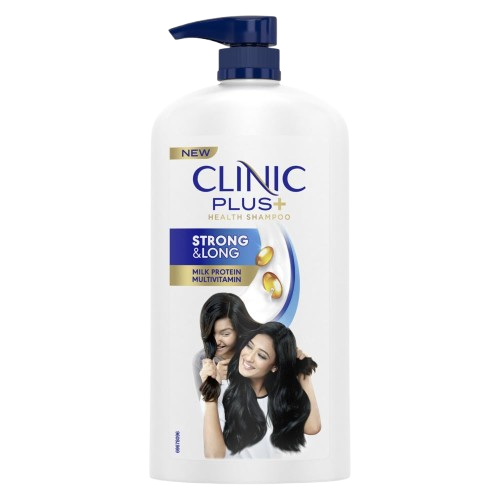 NEW
CLINIC
PLUS+
HEALTH SHAMPOO
STRONG
&LONG
MILK PROTEIN
MULTIVITAMIN